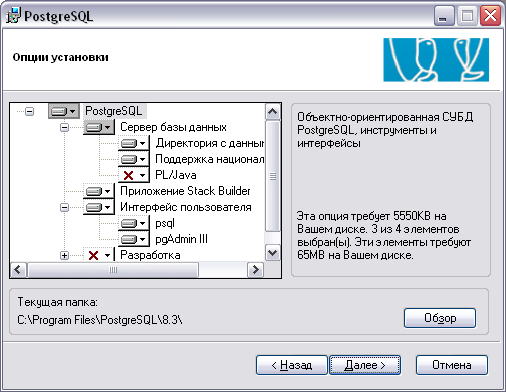 PostgreSQL
Опции установки
PostgreSQL
Сервер базы данных
Директория с данны
Поддержка национал
PL/Java
Приложение Stack Builder
Интерфейс пользователя
psql
pgAdmin III
Разработка
Объектно-ориентированная СУБД
PostgreSQL, инструменты и
интерфейсы
Эта опция требует 5550KB на
Вашем диске. 3 из 4 элементов
выбран(ы). Эти элементы требуют
65MB на Вашем диске.
Текущая папка:
C:\Program Files\PostgreSQL\8.3\
Обзор
< Назад
Далее >
Отмена